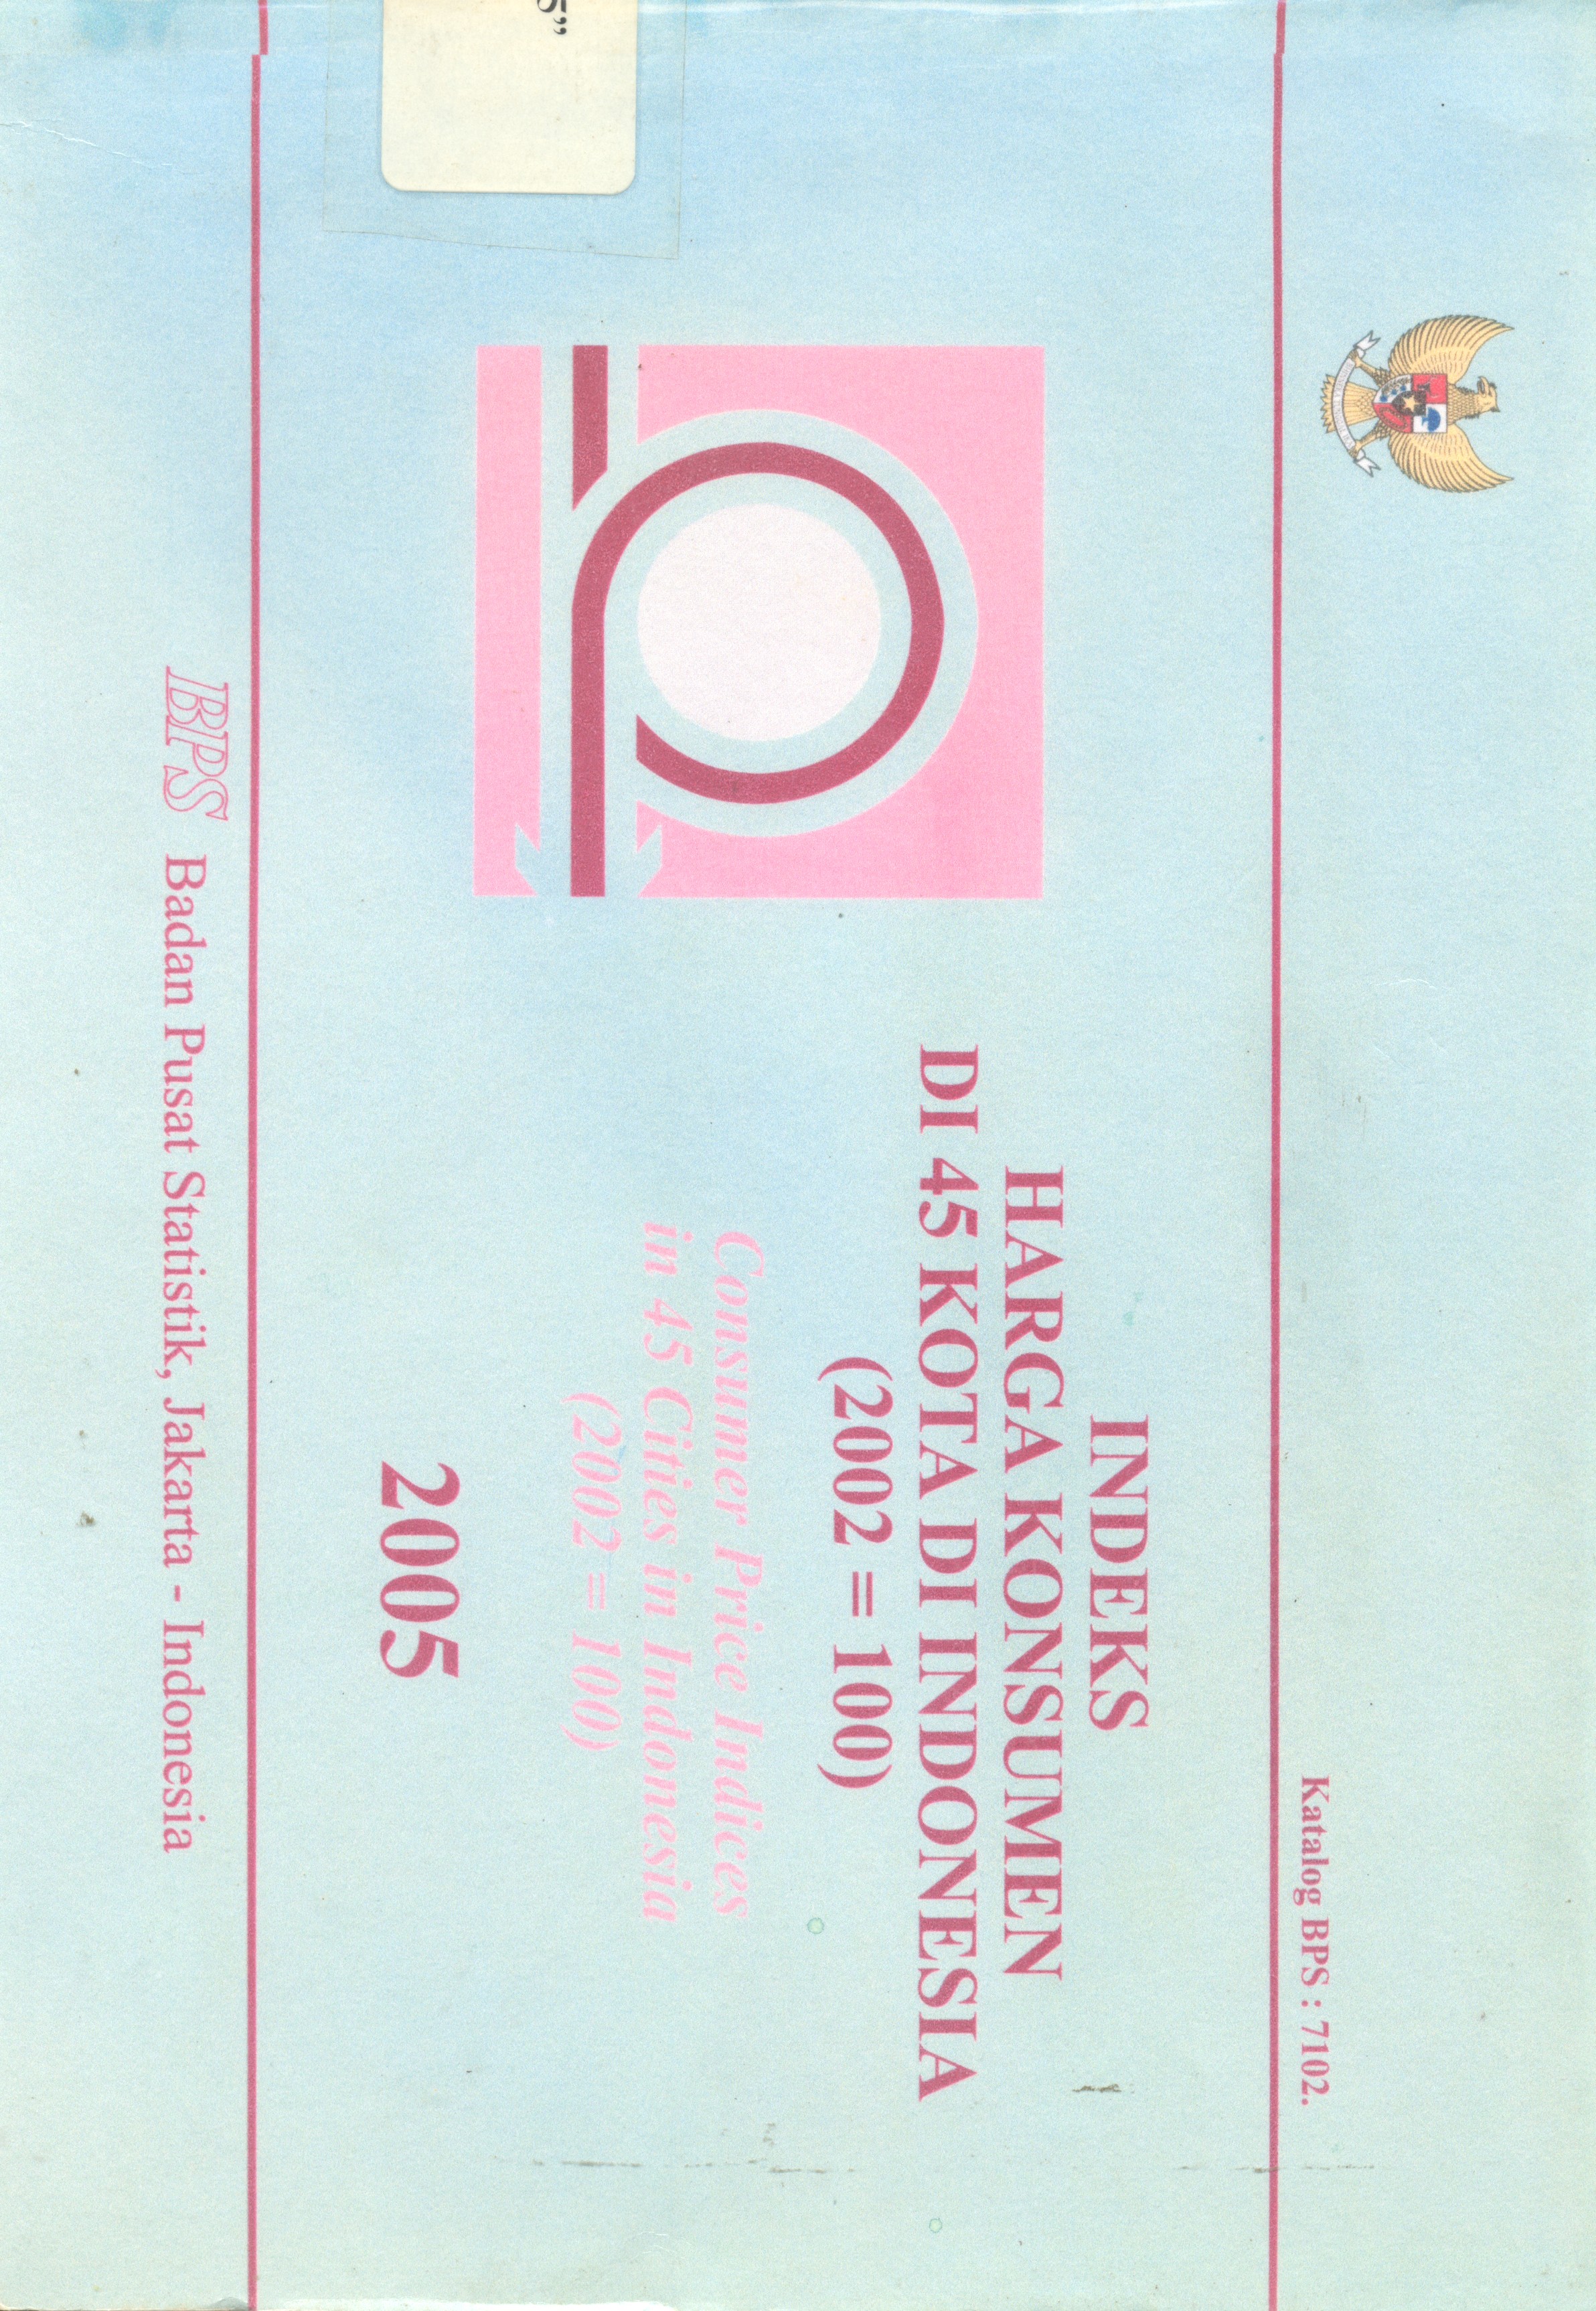 Katalog BPS : 7102.
INDEKS
HARGA KONSUMEN
DI 45 KOTA DI INDONESIA
(2002 = 100)
Consumer Price Indices
in 45 Cities in Indonesia
(2002 = 100)
2005
BPS Badan Pusat Statistik, Jakarta - Indonesia
5”